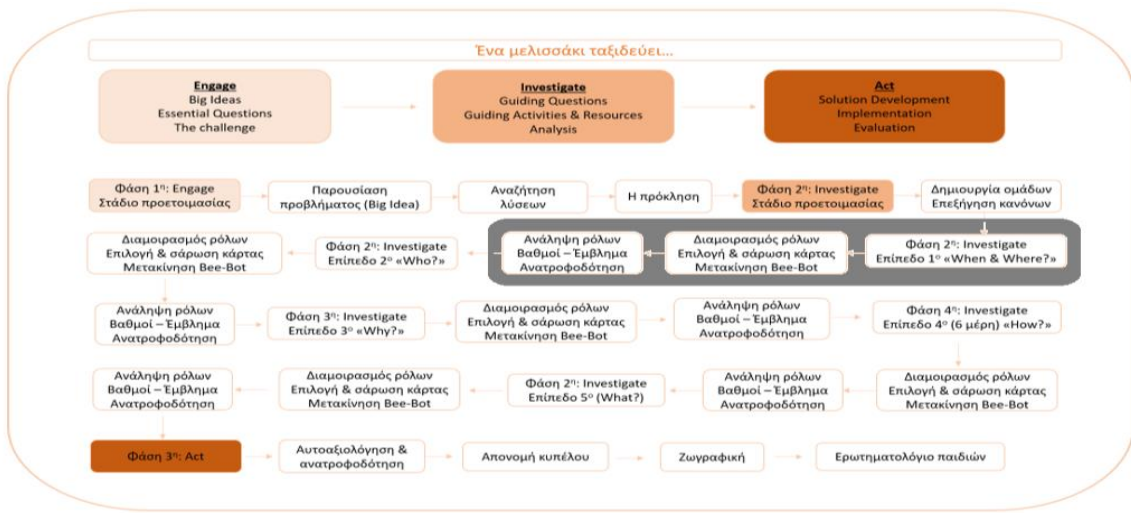 Ένα μελισσάκι ταξιδεύει...
Engage
Big Ideas
Essential Questions
The challenge
Investigate
Guiding Questions
Guiding Activities & Resources
Analysis
Act
Solution Development
Implementation
Evaluation
Φάση 1η: Engage
Στάδιο προετοιμασίας
Παρουσίαση
προβλήματος (Big Idea)
Αναζήτηση
λύσεων
Η πρόκληση
Φάση 2η: Investigate
Στάδιο προετοιμασίας
Δημιουργία ομάδων
Επεξήγηση κανόνων
Διαμοιρασμός ρόλων
Επιλογή & σάρωση κάρτας
Μετακίνηση Bee-Bot
Φάση 2η: Investigate
Επίπεδο 2ο «Who?»
Ανάληψη ρόλων
Βαθμοί – Έμβλημα
Ανατροφοδότηση
Διαμοιρασμός ρόλων
Επιλογή & σάρωση κάρτας
Μετακίνηση Bee-Bot
Φάση 2η: Investigate
Επίπεδο 1ο «When & Where?»
Ανάληψη ρόλων
Βαθμοί – Έμβλημα
Ανατροφοδότηση
Φάση 3η: Investigate
Επίπεδο 3ο «Why?»
Διαμοιρασμός ρόλων
Επιλογή & σάρωση κάρτας
Μετακίνηση Bee-Bot
Ανάληψη ρόλων
Βαθμοί – Έμβλημα
Ανατροφοδότηση
Φάση 4η: Investigate
Επίπεδο 4ο (6 μέρη) «How?»
Ανάληψη ρόλων
Βαθμοί – Έμβλημα
Ανατροφοδότηση
Διαμοιρασμός ρόλων
Επιλογή & σάρωση κάρτας
Μετακίνηση Bee-Bot
Φάση 2η: Investigate
Επίπεδο 5ο (What?)
Ανάληψη ρόλων
Βαθμοί – Έμβλημα
Ανατροφοδότηση
Διαμοιρασμός ρόλων
Επιλογή & σάρωση κάρτας
Μετακίνηση Bee-Bot
Φάση 3η: Act
Αυτοαξιολόγηση &
ανατροφοδότηση
Απονομή κυπέλου
Ζωγραφική
Ερωτηματολόγιο παιδιών